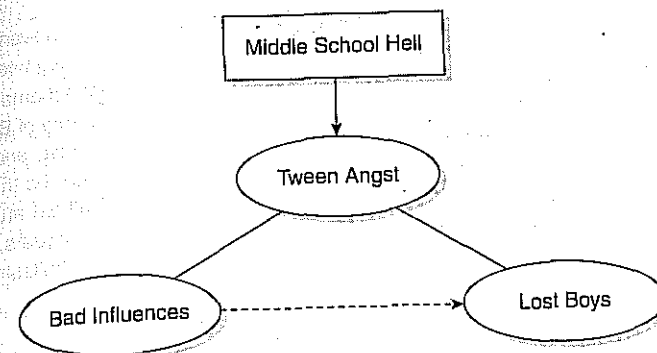 Middle School Hell
Tween Angst
Bad Influences
Lost Boys